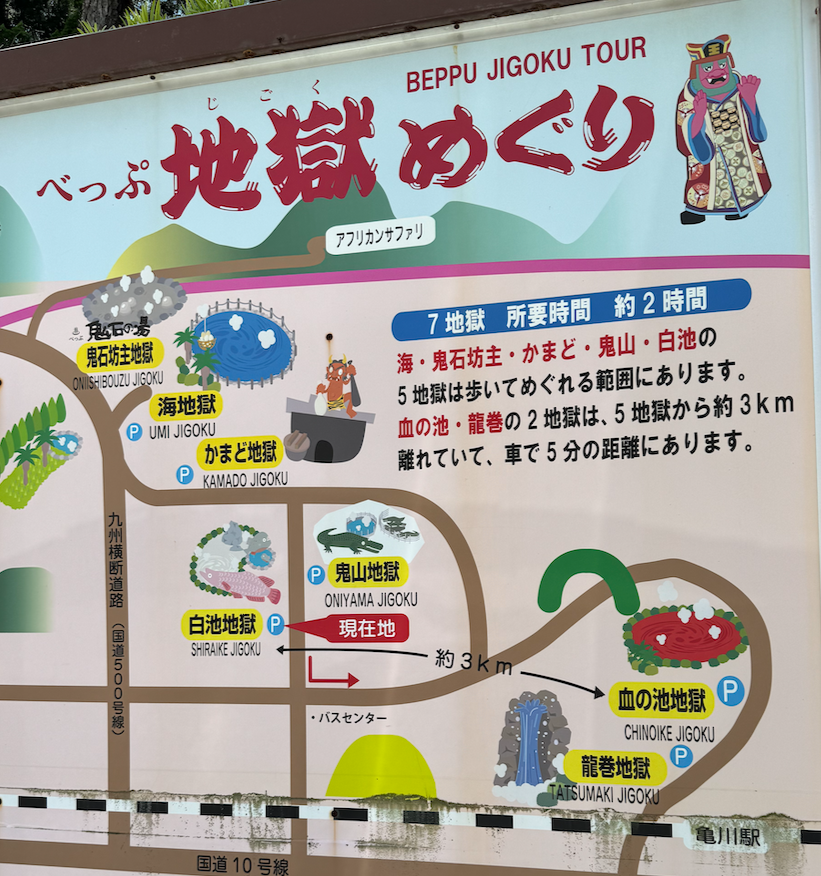 BEPPU JIGOKU TOUR
じごく
べっぷ地獄めぐり
アフリカンサファリ
べっぷ
鬼石の湯
鬼石坊主地獄
ONIISHIBOUZU JIGOKU
7地獄 所要時間 約2時間
海・鬼石坊主・かまど・鬼山・白池の
5地獄は歩いてめぐれる範囲にあります。
血の池・龍巻の2地獄は、5地獄から約3km
離れていて、車で5分の距離にあります。
海地獄
P UMI JIGOKU
かまど地獄
P KAMADO JIGOKU
九州横断道路（国道500号線）
P 鬼山地獄
ONIYAMA JIGOKU
白池地獄 P 現在地
SHIRAIKE JIGOKU
約3km
血の池地獄 P
CHINOIKE JIGOKU
・バスセンター
龍巻地獄 P
TATSUMAKI JIGOKU
亀川駅
国道10号線